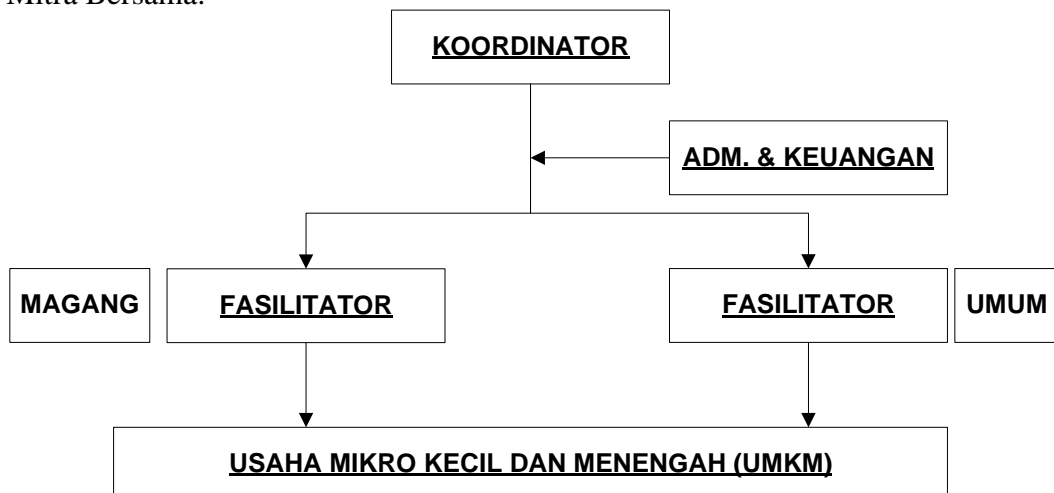 Mitra Bersama.
KOORDINATOR
ADM. & KEUANGAN
MAGANG
FASILITATOR
FASILITATOR
UMUM
USAHA MIKRO KECIL DAN MENENGAH (UMKM)